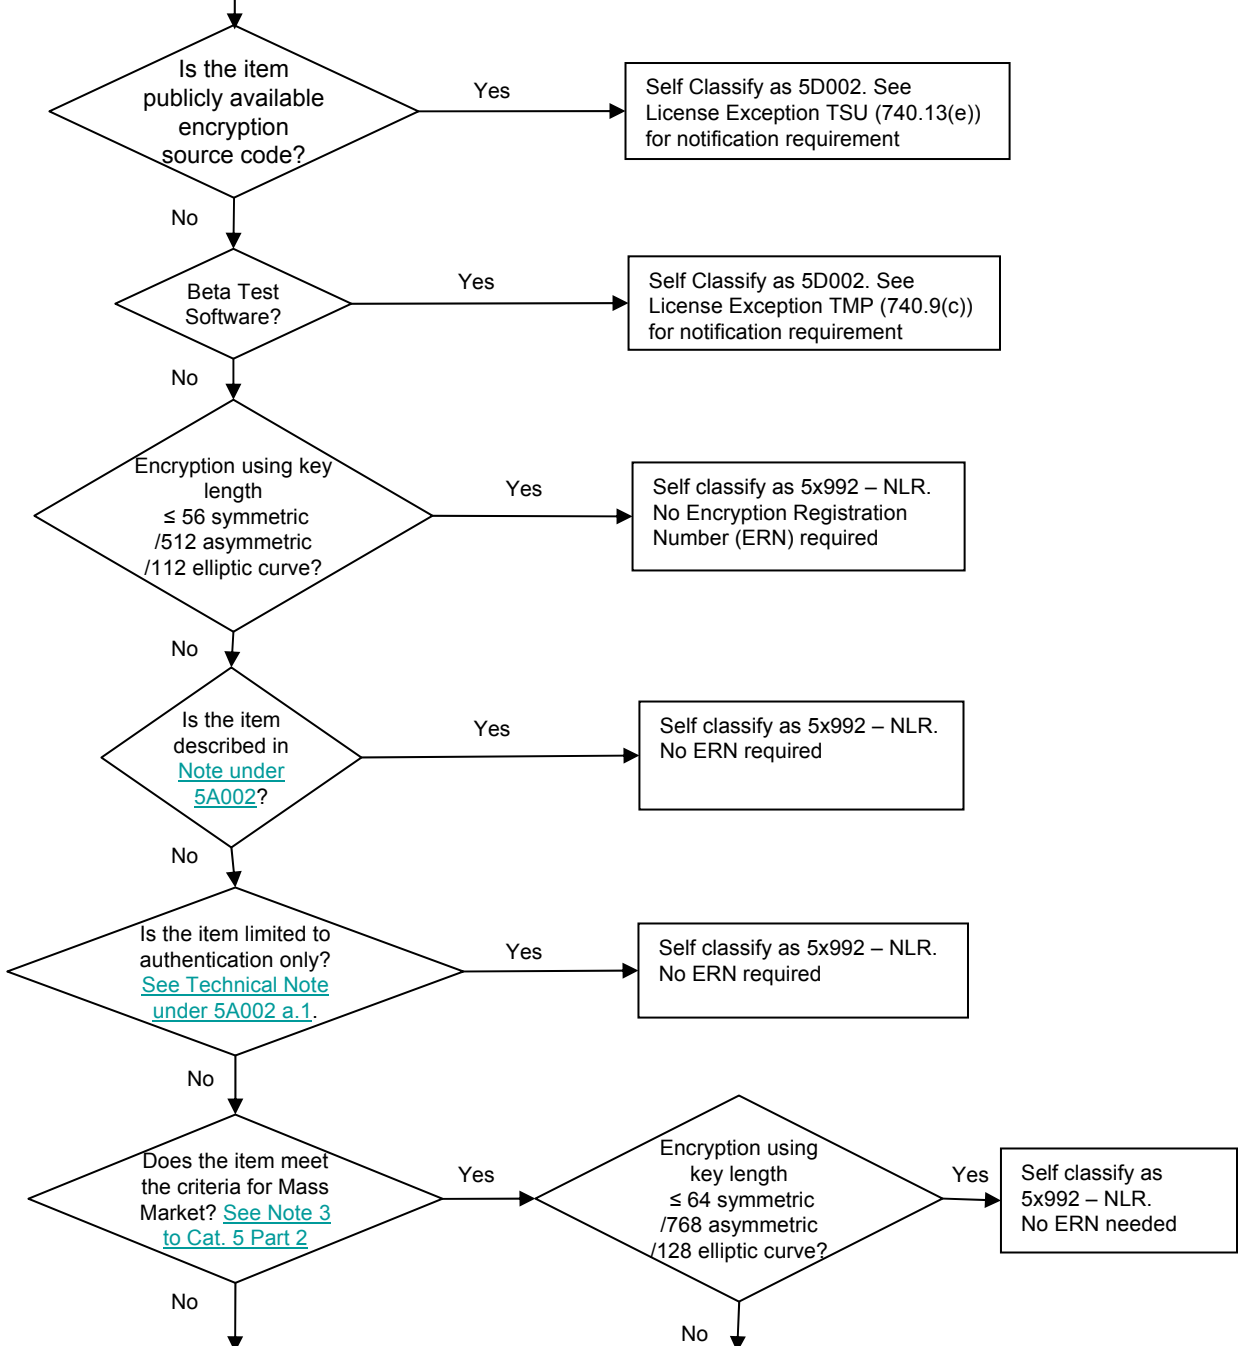 Is the item
publicly available
encryption
source code?
Yes
Self Classify as 5D002. See
License Exception TSU (740.13(e))
for notification requirement
No
Beta Test
Software?
Yes
Self Classify as 5D002. See
License Exception TMP (740.9(c))
for notification requirement
No
Encryption using key
length
≤ 56 symmetric
/512 asymmetric
/112 elliptic curve?
Yes
Self classify as 5x992 – NLR.
No Encryption Registration
Number (ERN) required
No
Is the item
described in
Note under
5A002?
Yes
Self classify as 5x992 – NLR.
No ERN required
No
Is the item limited to
authentication only?
See Technical Note
under 5A002 a.1.
Yes
Self classify as 5x992 – NLR.
No ERN required
No
Does the item meet
the criteria for Mass
Market? See Note 3
to Cat. 5 Part 2
Yes
Encryption using
key length
≤ 64 symmetric
/768 asymmetric
/128 elliptic curve?
Yes
Self classify as
5x992 – NLR.
No ERN needed
No
No